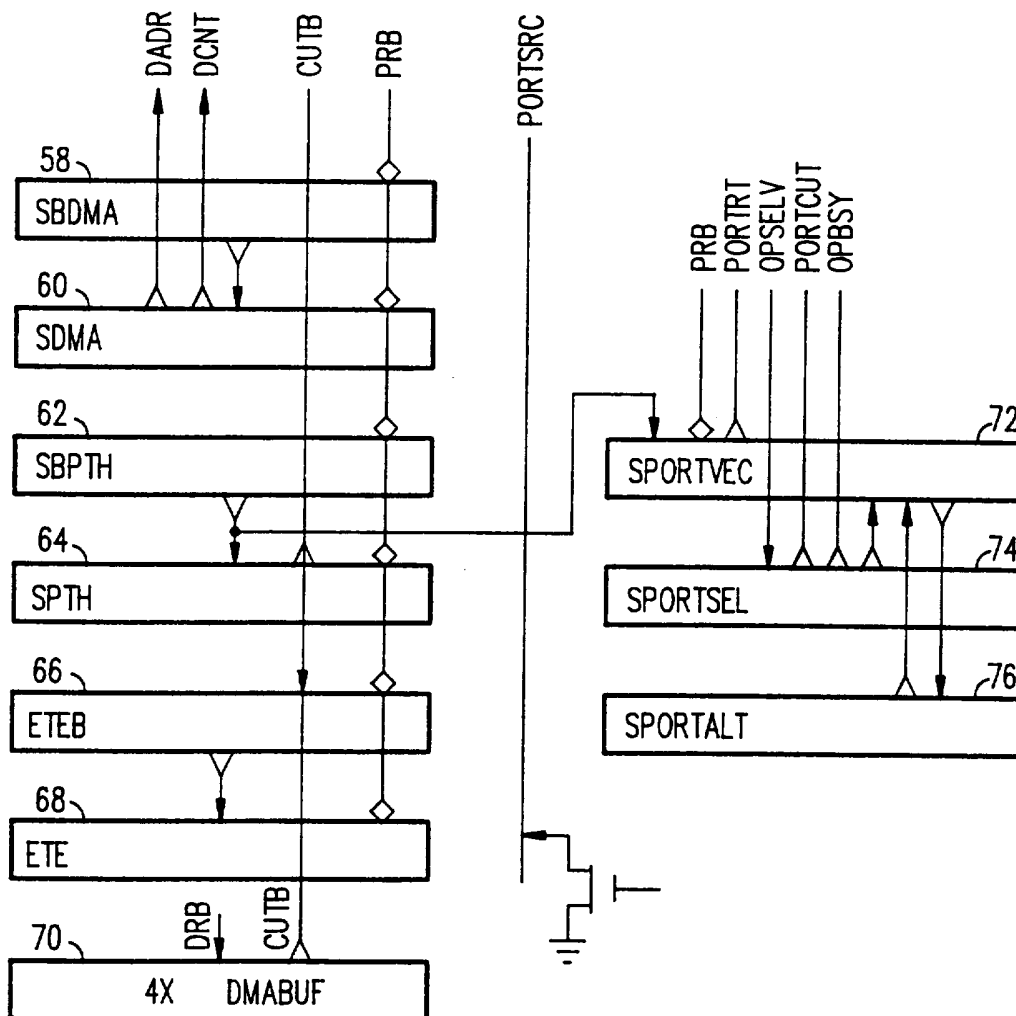 DADR
DCNT
CUTB
PRB
PORTSRC
58
SBDMA
60
SDMA
62
SBPTH
64
SPTH
66
ETEB
68
ETE
DRB
CUTB
70
4X DMABUF
PRB
PORTRT
OPSELV
PORTCUT
OPBSY
72
SPORTVEC
74
SPORTSEL
76
SPORTALT